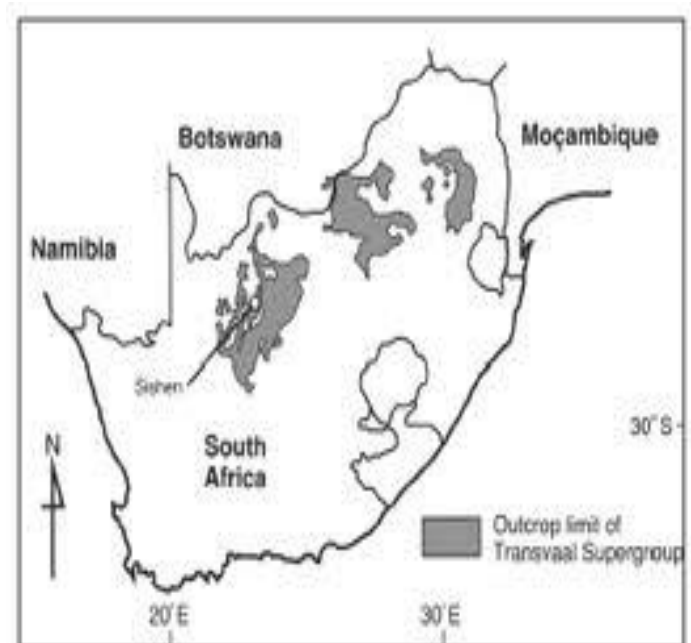 Botswana
Moçambique
Namibia
Sishen
South
Africa
30°S
N
Outcrop limit of
Transvaal Supergroup
20°E
30°E